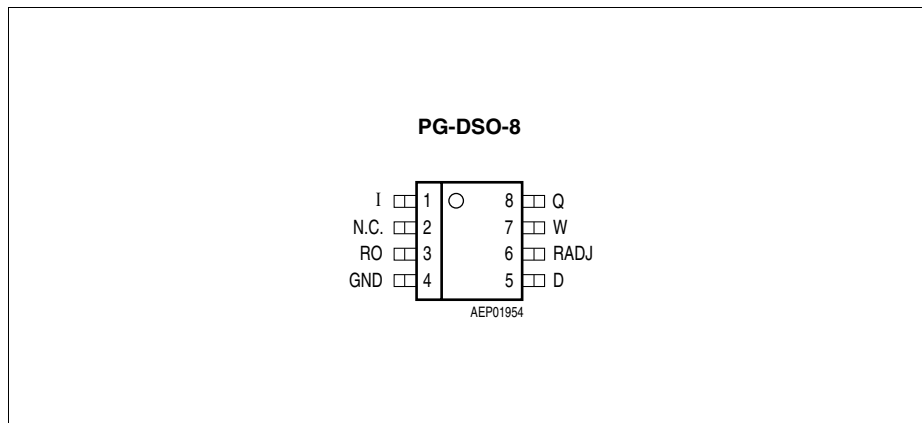 PG-DSO-8
I 1 8 Q
N.C. 2 7 W
RO 3 6 RADJ
GND 4 5 D
AEP01954